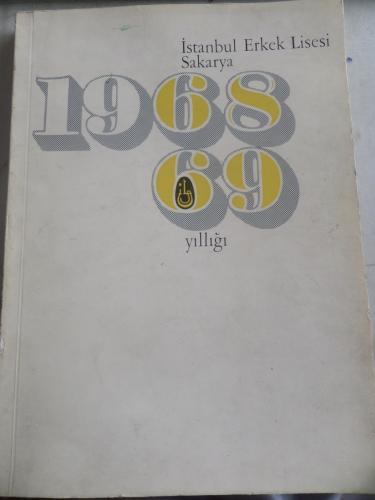 İstanbul Erkek Lisesi
Sakarya
1968
69
yıllığı